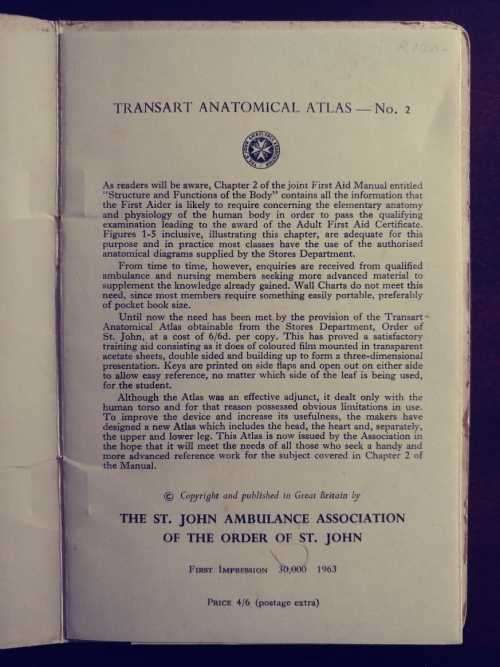 TRANSART ANATOMICAL ATLAS — No. 2
As readers will be aware, Chapter 2 of the joint First Aid Manual entitled
"Structure and Functions of the Body" contains all the information that
the First Aider is likely to require concerning the elementary anatomy
and physiology of the human body in order to pass the qualifying
examination leading to the award of the Adult First Aid Certificate.
Figures 1-5 inclusive, illustrating this chapter, are adequate for this
purpose and in practice most classes have the use of the authorised
anatomical diagrams supplied by the Stores Department.
From time to time, however, enquiries are received from qualified
ambulance and nursing members seeking more advanced material to
supplement the knowledge already gained. Wall Charts do not meet this
need, since most members require something easily portable, preferably
of pocket book size.
Until now the need has been met by the provision of the Transart
Anatomical Atlas obtainable from the Stores Department, Order of
St. John, at a cost of 6/6d. per copy. This has proved a satisfactory
training aid consisting as it does of coloured film mounted in transparent
acetate sheets, double sided and building up to form a three-dimensional
presentation. Keys are printed on side flaps and open out on either side
to allow easy reference, no matter which side of the leaf is being used,
for the student.
Although the Atlas was an effective adjunct, it dealt only with the
human torso and for that reason possessed obvious limitations in use.
To improve the device and increase its usefulness, the makers have
designed a new Atlas which includes the head, the heart and, separately,
the upper and lower leg. This Atlas is now issued by the Association in
the hope that it will meet the needs of all those who seek a handy and
more advanced reference work for the subject covered in Chapter 2 of
the Manual.
© Copyright and published in Great Britain by
THE ST. JOHN AMBULANCE ASSOCIATION
OF THE ORDER OF ST. JOHN
First Impression 30,000 1963
Price 4/6 (postage extra)